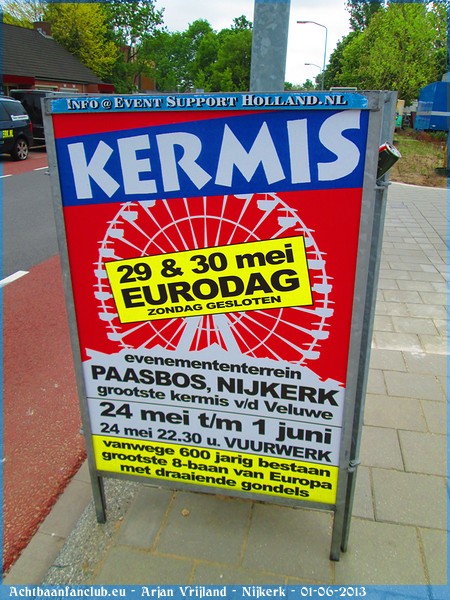 Info @ Event Support Holland.nl
KERMIS
29 & 30 mei
EURODAG
ZONDAG GESLOTEN
evenemententerrein
PAASBOS, NIJKERK
grootste kermis v/d Veluwe
24 mei t/m 1 juni
24 mei 22.30 u. VUURWERK
vanwege 600 jarig bestaan
grootste 8-baan van Europa
met draaiende gondels
Achtbaanfanclub.eu - Arjan Vrijland - Nijkerk - 01-06-2013